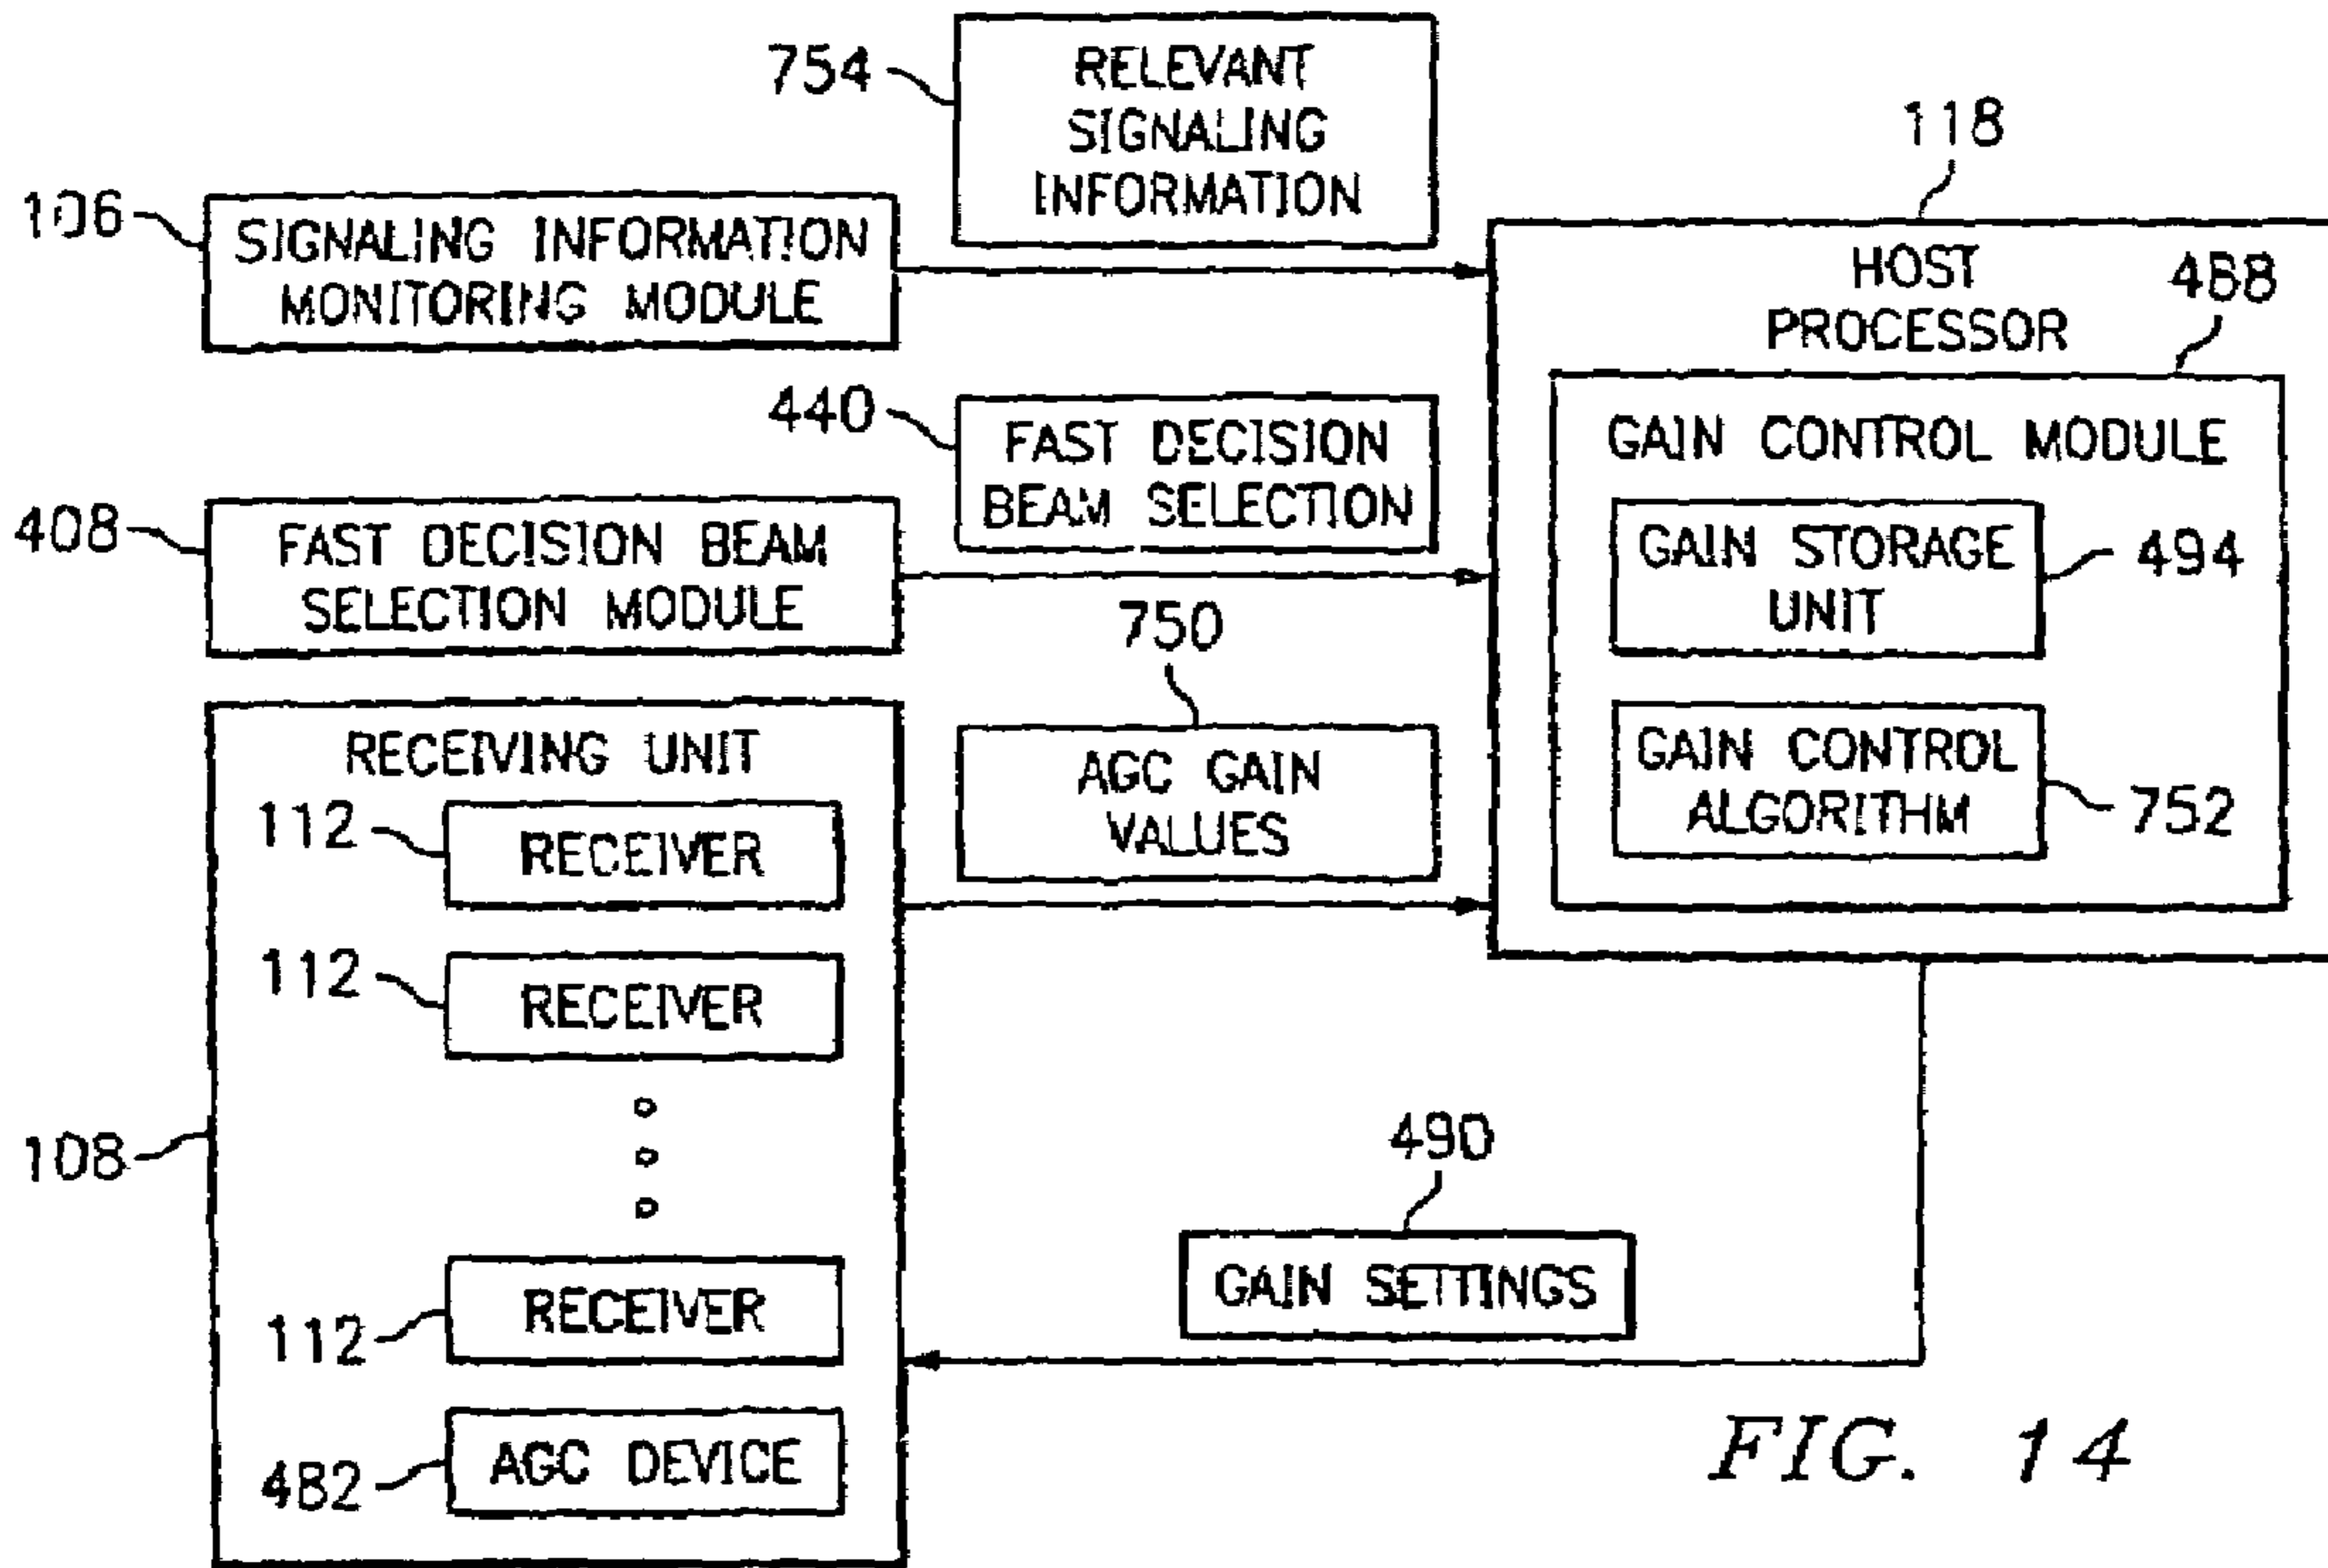 754
RELEVANT
SIGNALING
INFORMATION
118
106
SIGNALING INFORMATION
MONITORING MODULE
HOST
PROCESSOR
488
440
FAST DECISION
BEAM SELECTION
GAIN CONTROL MODULE
408
FAST DECISION BEAM
SELECTION MODULE
GAIN STORAGE
UNIT
494
750
AGC GAIN
VALUES
GAIN CONTROL
ALGORITHM
752
RECEIVING UNIT
112
RECEIVER
112
RECEIVER
108
490
GAIN SETTINGS
112
RECEIVER
482
AGC DEVICE
FIG. 14